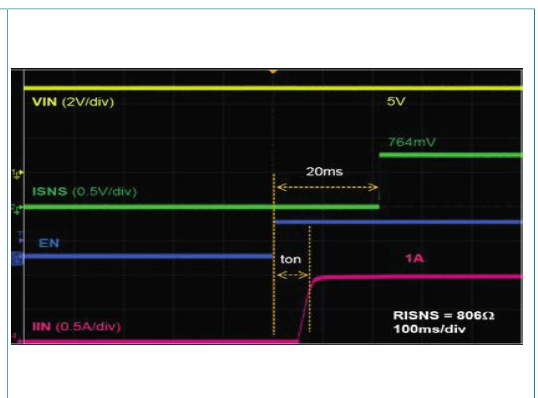 VIN (2V/div)
5V
764mV
20ms
ISNS (0.5V/div)
EN
ton
1A
IIN (0.5A/div)
RISNS = 806Ω
100ms/div